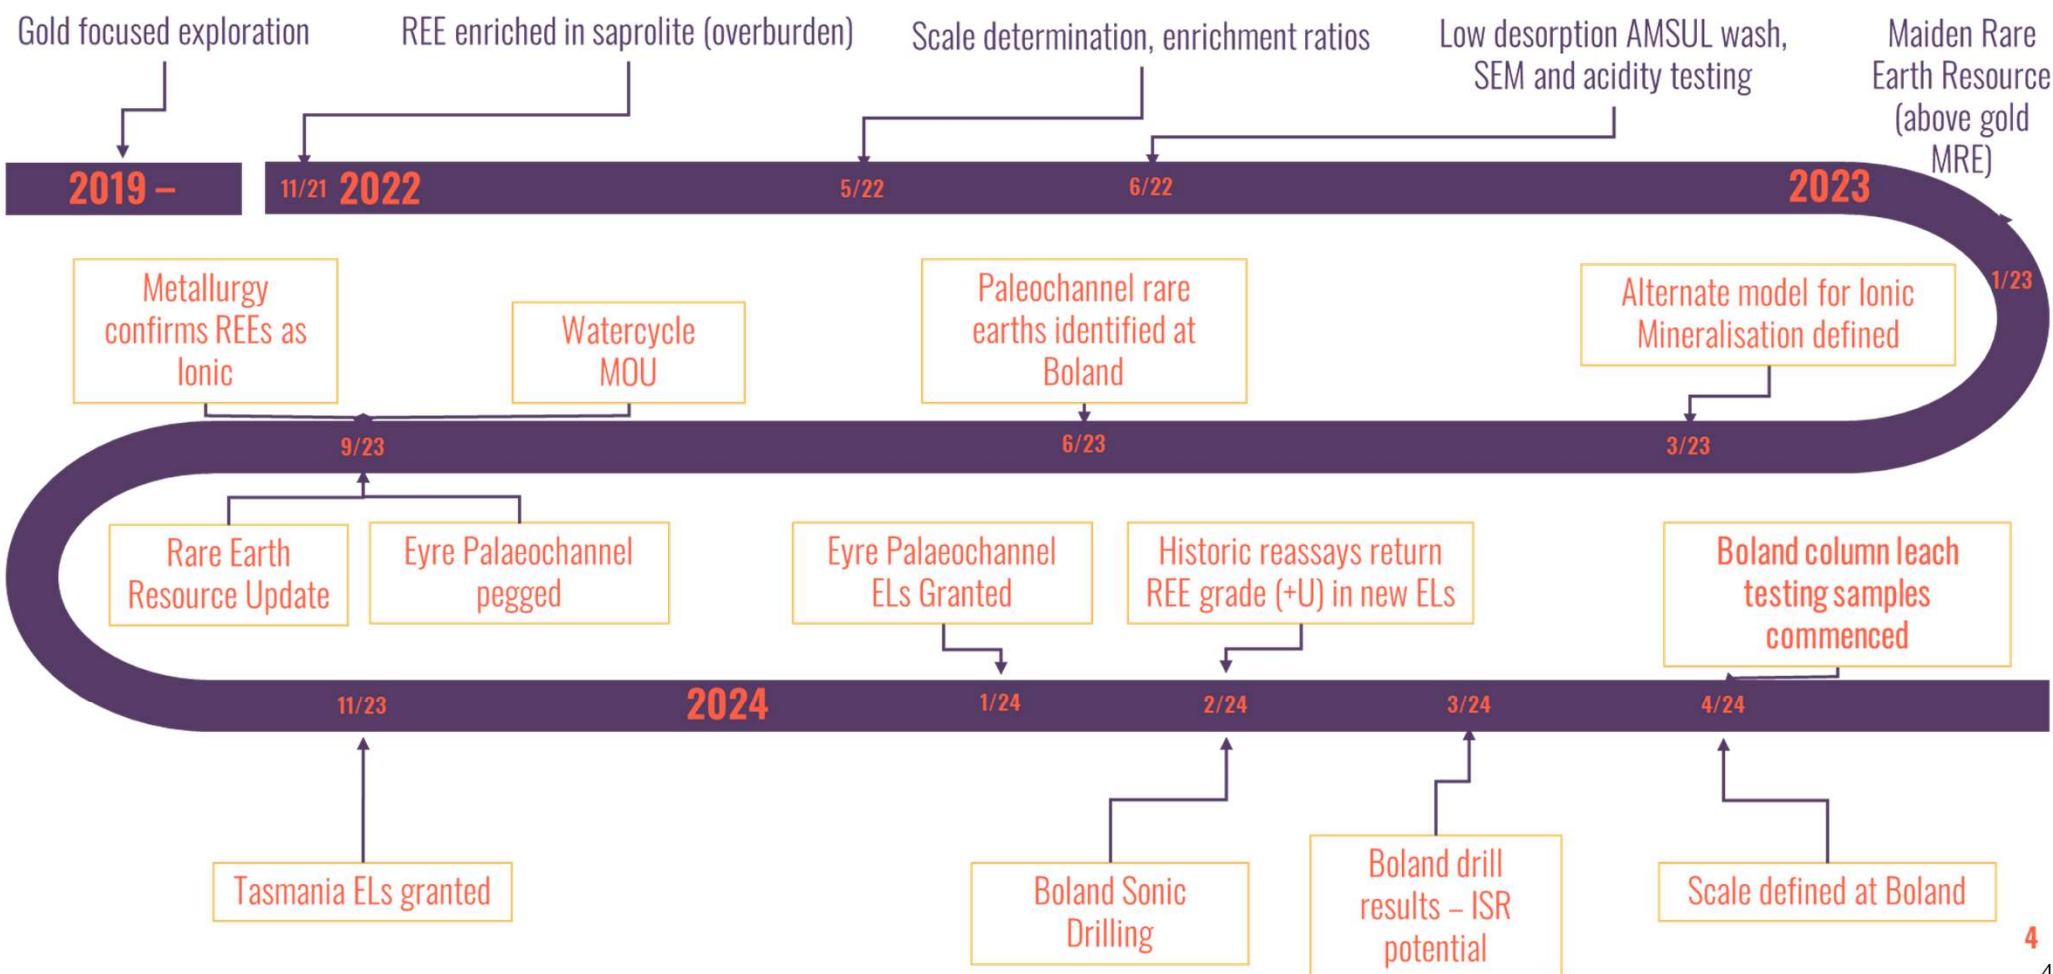 Gold focused exploration
REE enriched in saprolite (overburden)
Scale determination, enrichment ratios
Low desorption AMSUL wash,
SEM and acidity testing
Maiden Rare
Earth Resource
(above gold
MRE)
2019 –
11/21
2022
5/22
6/22
2023
1/23
Metallurgy
confirms REEs as
Ionic
Watercycle
MOU
Paleochannel rare
earths identified at
Boland
Alternate model for Ionic
Mineralisation defined
9/23
6/23
3/23
Rare Earth
Resource Update
Eyre Palaeochannel
pegged
Eyre Palaeochannel
ELs Granted
Historic reassays return
REE grade (+U) in new ELs
Boland column leach
testing samples
commenced
11/23
2024
1/24
2/24
3/24
4/24
Tasmania ELs granted
Boland Sonic
Drilling
Boland drill
results – ISR
potential
Scale defined at Boland
4
4